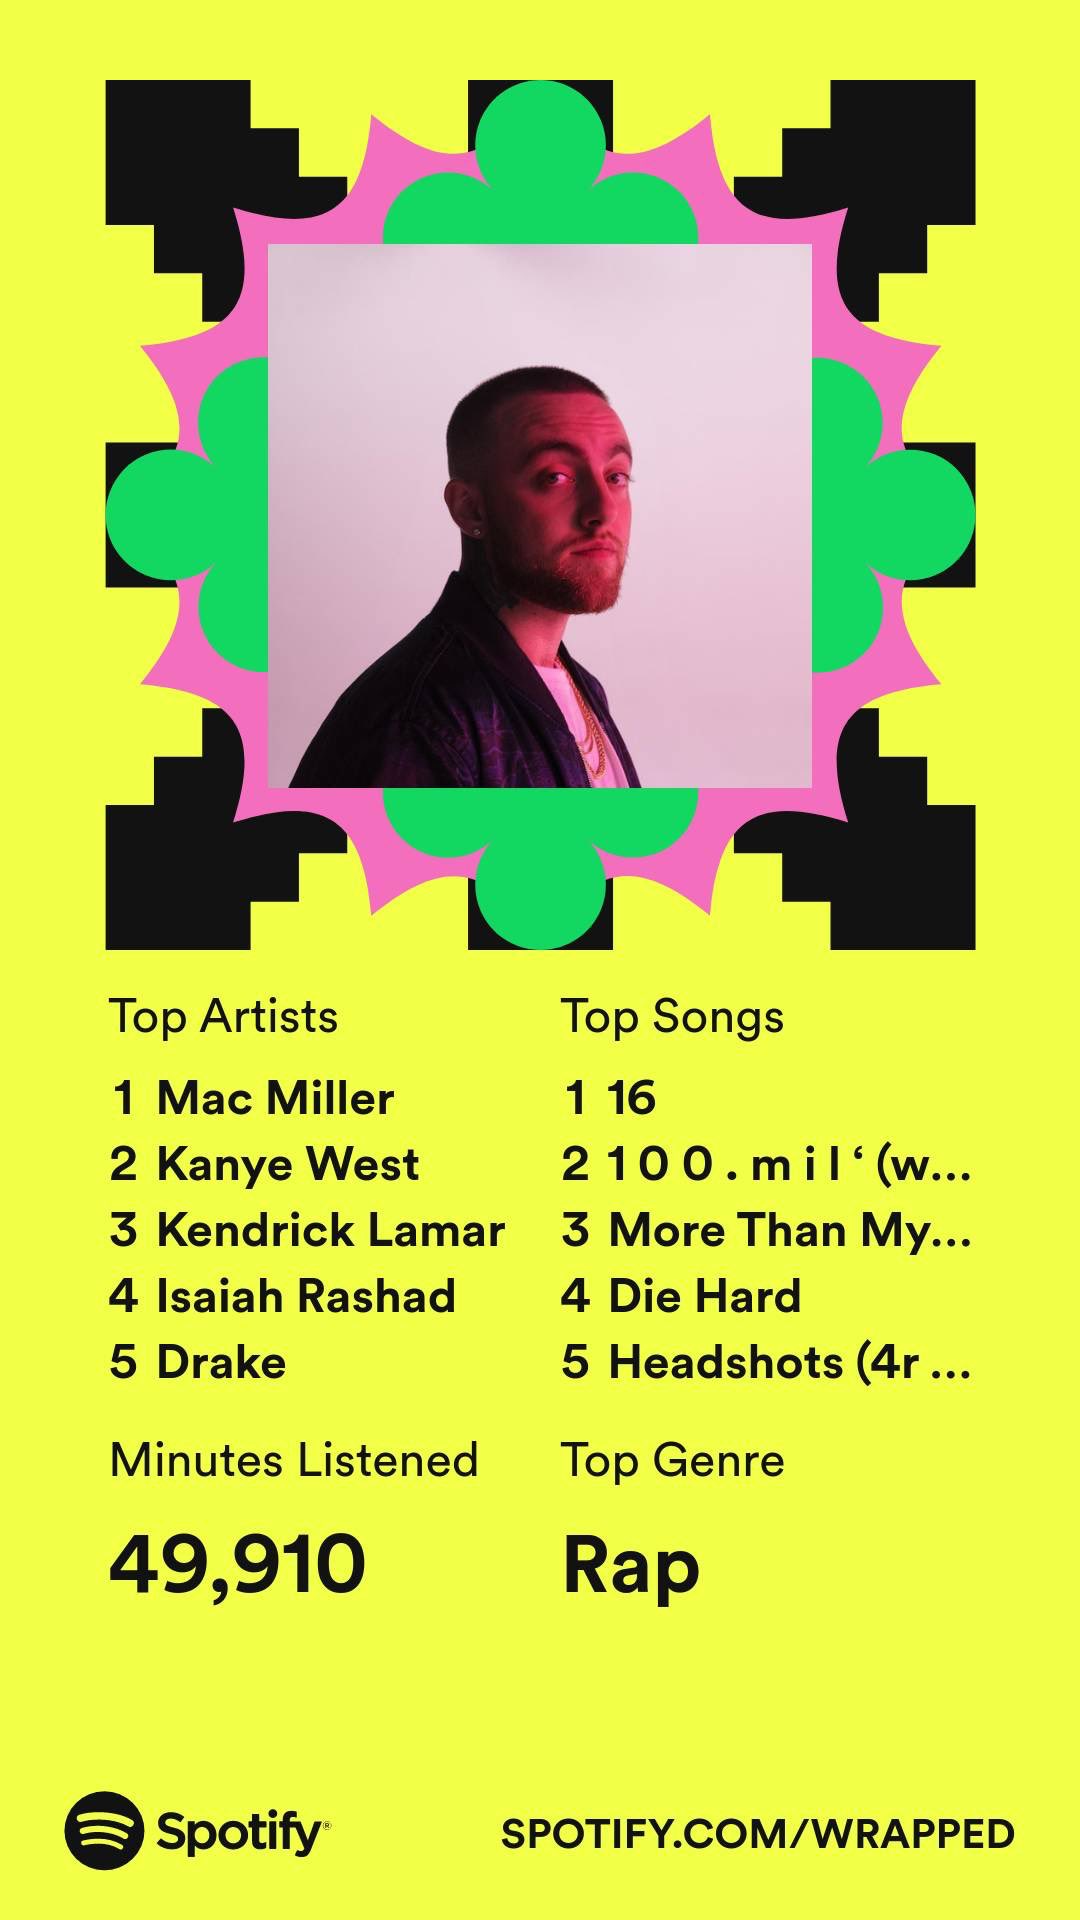 Top Artists
1 Mac Miller
2 Kanye West
3 Kendrick Lamar
4 Isaiah Rashad
5 Drake
Top Songs
1 16
2 1 0 0 . m i l ‘ (w...
3 More Than My...
4 Die Hard
5 Headshots (4r ...
Minutes Listened
49,910
Top Genre
Rap
Spotify®
SPOTIFY.COM/WRAPPED